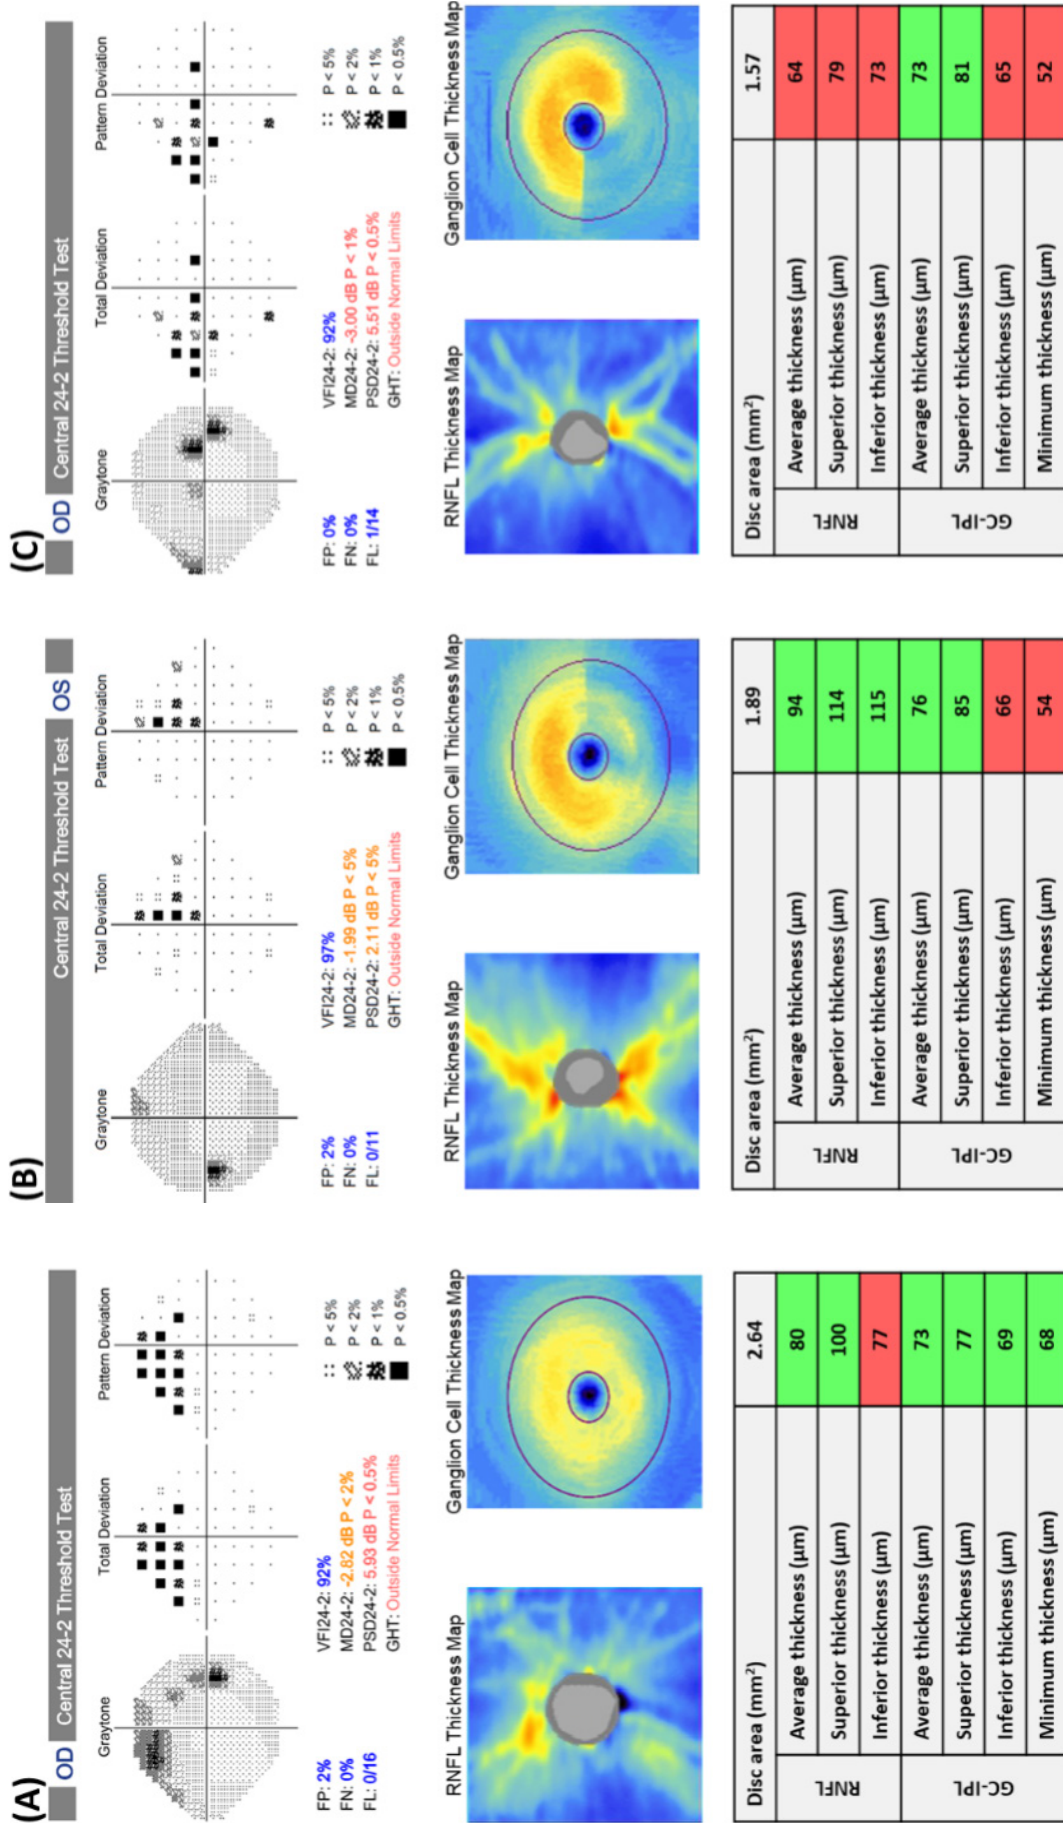 (A)
OD Central 24-2 Threshold Test
Graytone Total Deviation Pattern Deviation
FP: 2%
FN: 0%
FL: 0/16
VFI24-2: 92%
MD24-2: -2.82 dB P < 2%
PSD24-2: 5.93 dB P < 0.5%
GHT: Outside Normal Limits
P < 5%
P < 2%
P < 1%
P < 0.5%
RNFL Thickness Map Ganglion Cell Thickness Map
Disc area (mm²) 2.64
RNFL
Average thickness (µm) 80
Superior thickness (µm) 100
Inferior thickness (µm) 77
GC-IPL
Average thickness (µm) 73
Superior thickness (µm) 77
Inferior thickness (µm) 69
Minimum thickness (µm) 68
(B)
Central 24-2 Threshold Test OS
Graytone Total Deviation Pattern Deviation
FP: 2%
FN: 0%
FL: 0/11
VFI24-2: 97%
MD24-2: -1.99 dB P < 5%
PSD24-2: 2.11 dB P < 5%
GHT: Outside Normal Limits
P < 5%
P < 2%
P < 1%
P < 0.5%
RNFL Thickness Map Ganglion Cell Thickness Map
Disc area (mm²) 1.89
RNFL
Average thickness (µm) 94
Superior thickness (µm) 114
Inferior thickness (µm) 115
GC-IPL
Average thickness (µm) 76
Superior thickness (µm) 85
Inferior thickness (µm) 66
Minimum thickness (µm) 54
(C)
OD Central 24-2 Threshold Test
Graytone Total Deviation Pattern Deviation
FP: 0%
FN: 0%
FL: 1/14
VFI24-2: 92%
MD24-2: -3.00 dB P < 1%
PSD24-2: 5.51 dB P < 0.5%
GHT: Outside Normal Limits
P < 5%
P < 2%
P < 1%
P < 0.5%
RNFL Thickness Map Ganglion Cell Thickness Map
Disc area (mm²) 1.57
RNFL
Average thickness (µm) 64
Superior thickness (µm) 79
Inferior thickness (µm) 73
GC-IPL
Average thickness (µm) 73
Superior thickness (µm) 81
Inferior thickness (µm) 65
Minimum thickness (µm) 52